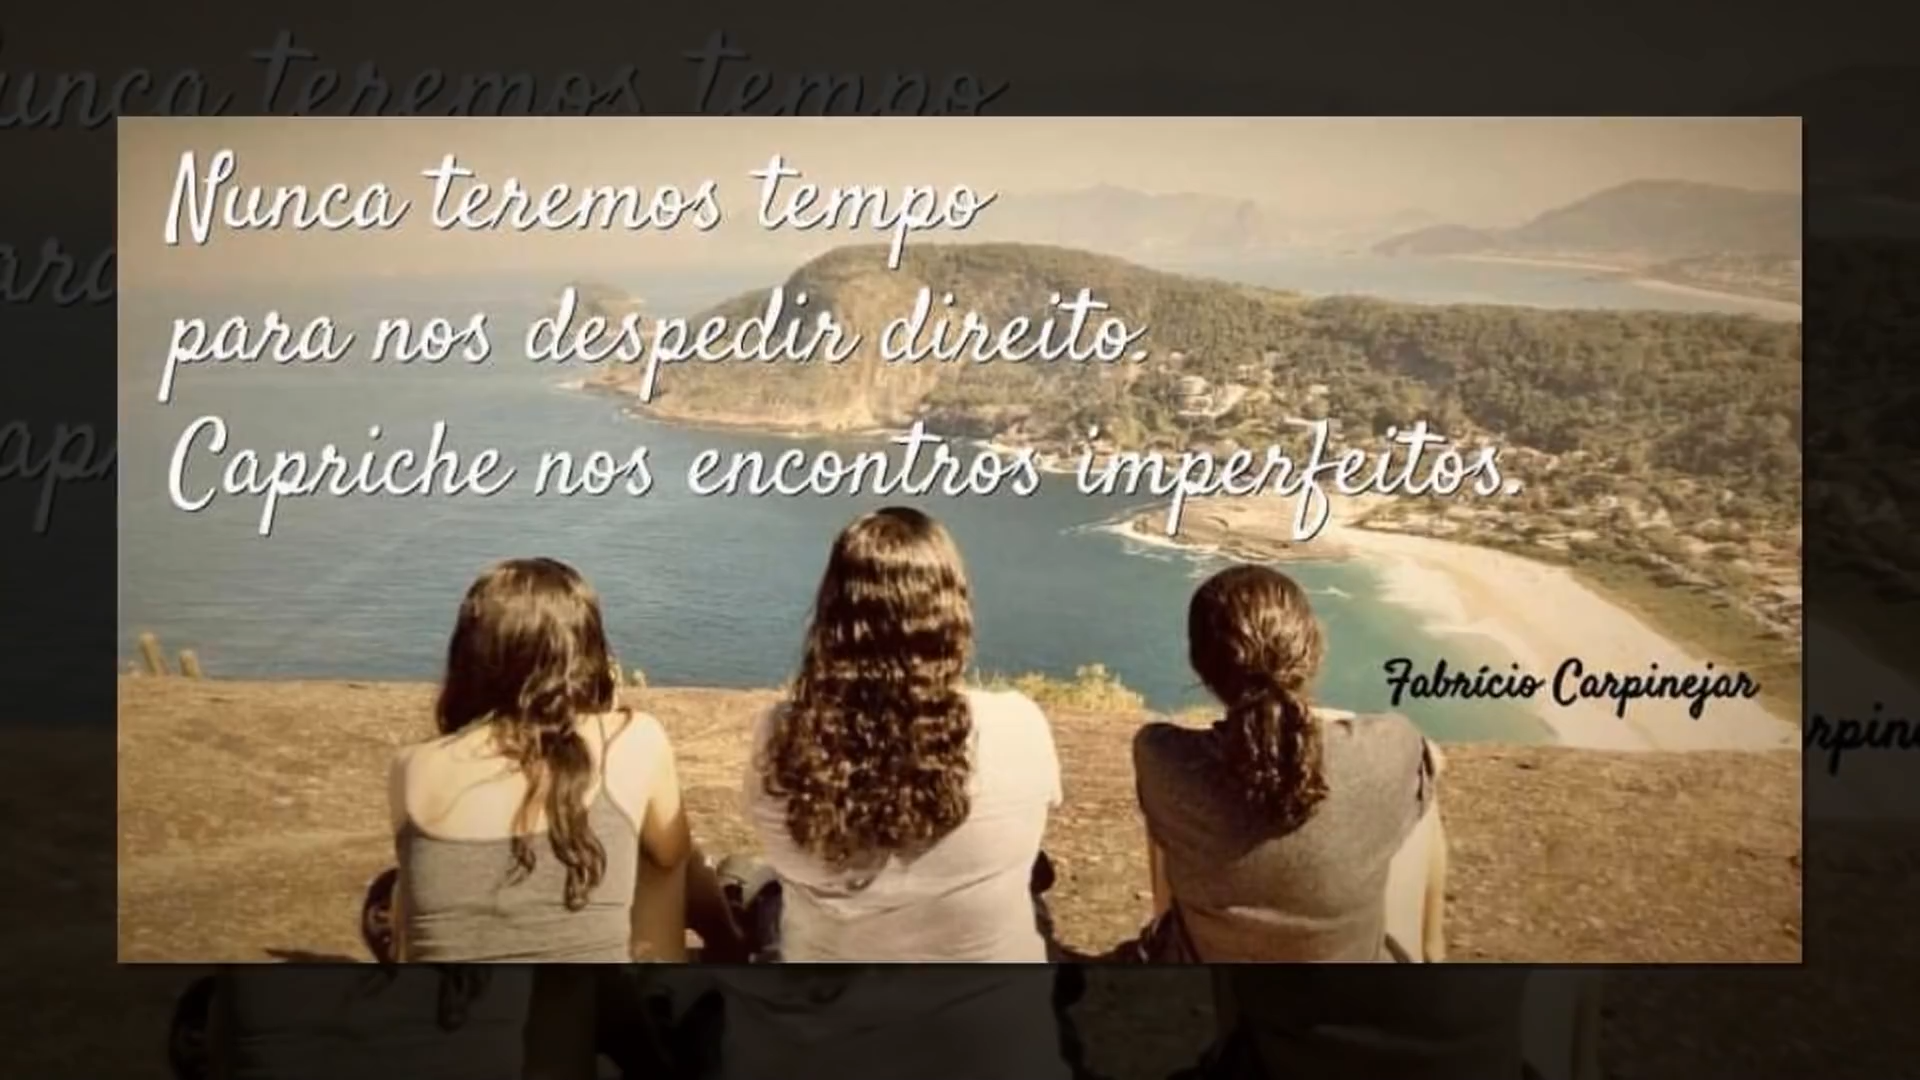 Nunca teremos tempo
para nos despedir direito.
Capriche nos encontros imperfeitos.
Fabrício Carpinejar